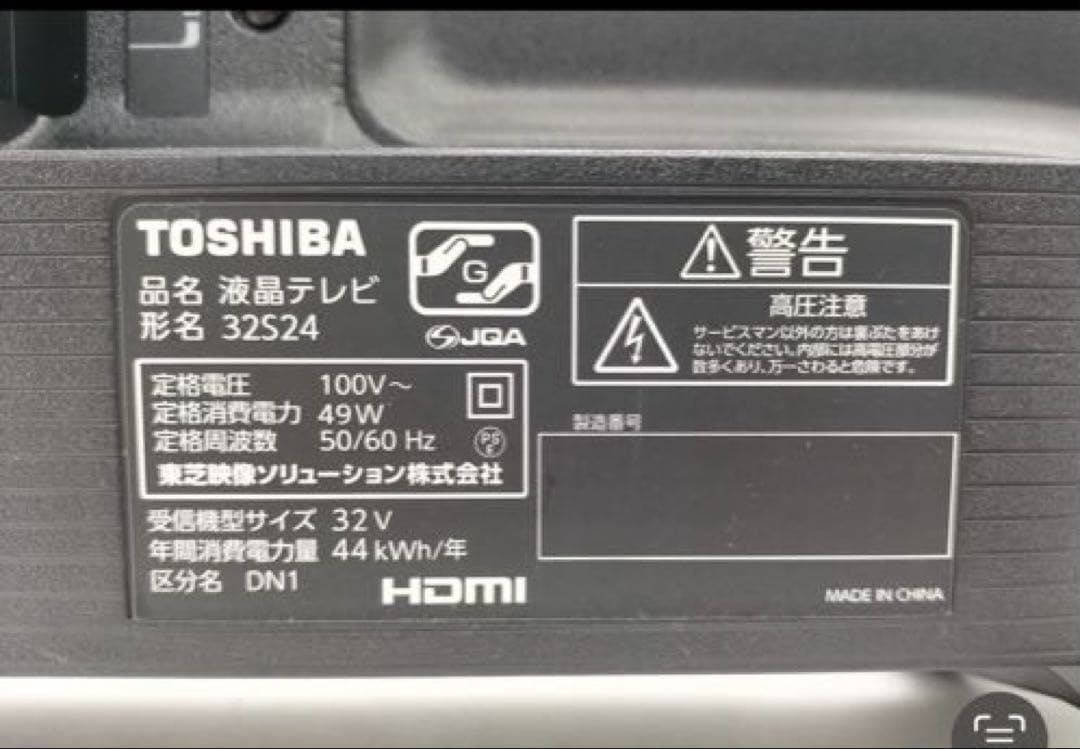 TOSHIBA
品名 液晶テレビ
形名 32S24
G
JQA
定格電圧 100V～
定格消費電力 49W
定格周波数 50/60 Hz
PS
E
東芝映像ソリューション株式会社
受信機型サイズ 32V
年間消費電力量 44kWh/年
区分名 DN1
HDMI
警告
高圧注意
サービスマン以外の方は裏ぶたをあけ
ないでください。内部には高電圧部分が
数多くあり、万一さわると危険です。
製造番号
MADE IN CHINA